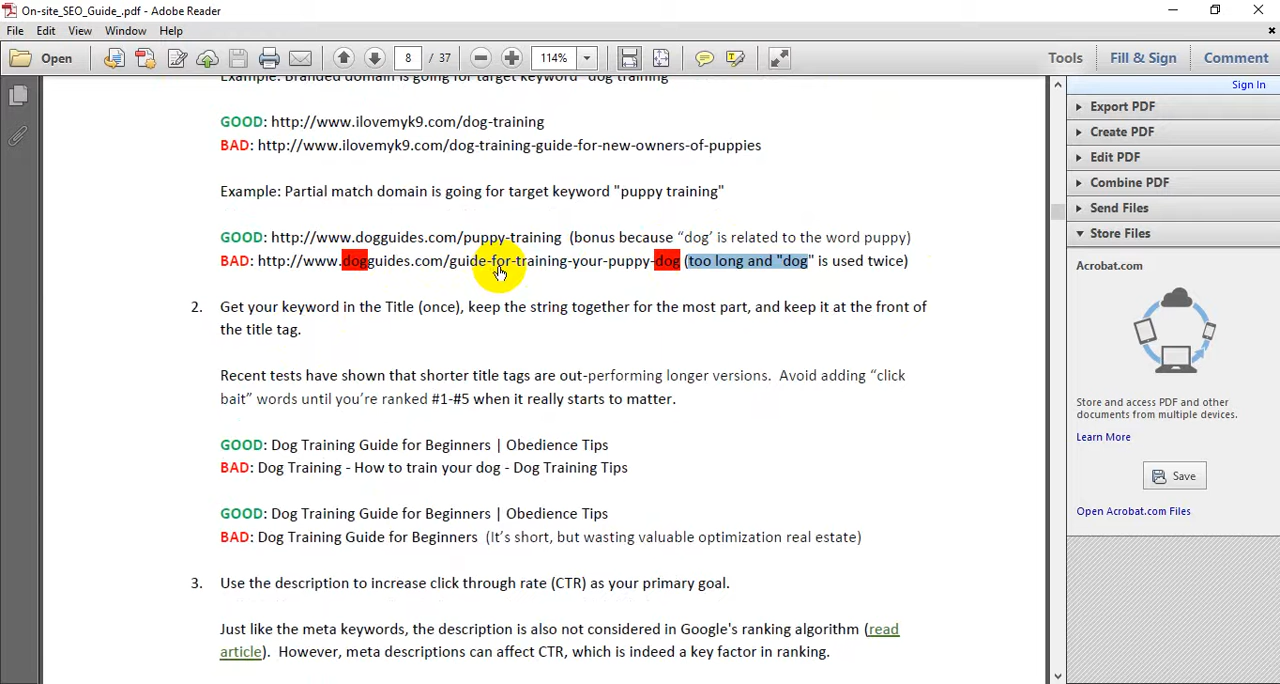 On-site_SEO_Guide_.pdf - Adobe Reader
File Edit View Window Help
Open 8 / 37 114% Tools Fill & Sign Comment
Sign In
Export PDF
Create PDF
Edit PDF
Combine PDF
Send Files
Store Files
Acrobat.com
Store and access PDF and other
documents from multiple devices.
Learn More
Save
Open Acrobat.com Files
Example: Branded domain is going for target keyword "dog training"
GOOD: http://www.ilovemyk9.com/dog-training
BAD: http://www.ilovemyk9.com/dog-training-guide-for-new-owners-of-puppies
Example: Partial match domain is going for target keyword "puppy training"
GOOD: http://www.dogguides.com/puppy-training (bonus because “dog’ is related to the word puppy)
BAD: http://www.dogguides.com/guide-for-training-your-puppy-dog (too long and "dog" is used twice)
2. Get your keyword in the Title (once), keep the string together for the most part, and keep it at the front of
the title tag.
Recent tests have shown that shorter title tags are out-performing longer versions. Avoid adding “click
bait” words until you’re ranked #1-#5 when it really starts to matter.
GOOD: Dog Training Guide for Beginners | Obedience Tips
BAD: Dog Training - How to train your dog - Dog Training Tips
GOOD: Dog Training Guide for Beginners | Obedience Tips
BAD: Dog Training Guide for Beginners (It’s short, but wasting valuable optimization real estate)
3. Use the description to increase click through rate (CTR) as your primary goal.
Just like the meta keywords, the description is also not considered in Google's ranking algorithm (read
article). However, meta descriptions can affect CTR, which is indeed a key factor in ranking.